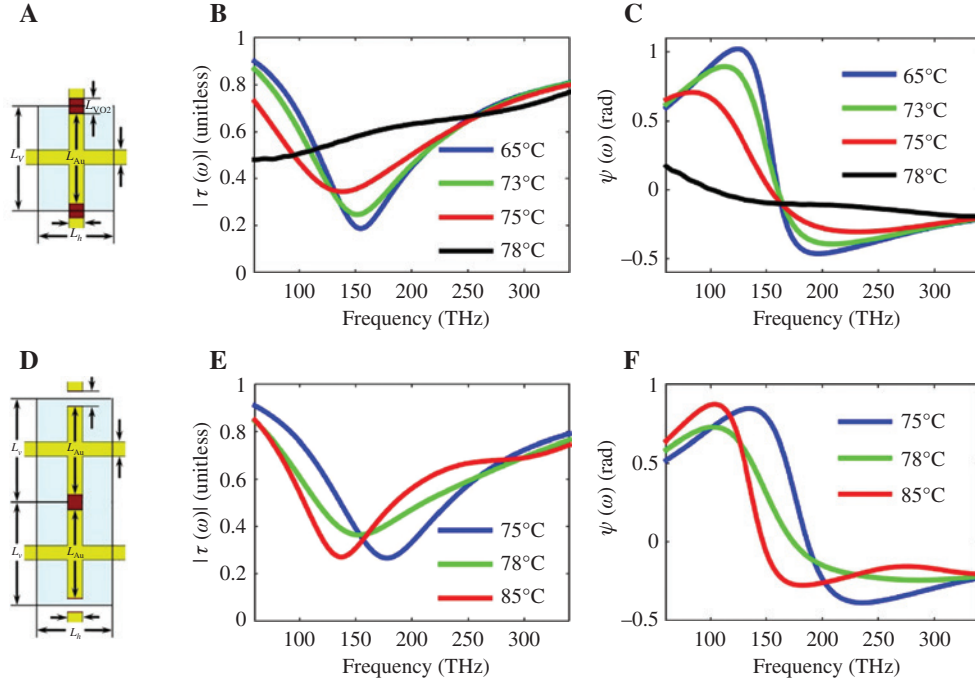 A
L_VO2
L_V
L_Au
L_h
B
|τ(ω)| (unitless)
1
0.8
0.6
0.4
0.2
0
65°C
73°C
75°C
78°C
100 150 200 250 300
Frequency (THz)
C
ψ(ω) (rad)
1
0.5
0
−0.5
65°C
73°C
75°C
78°C
100 150 200 250 300
Frequency (THz)
D
L_v
L_Au
L_v
L_Au
L_h
E
|τ(ω)| (unitless)
1
0.8
0.6
0.4
0.2
0
75°C
78°C
85°C
100 150 200 250 300
Frequency (THz)
F
ψ(ω) (rad)
1
0.5
0
−0.5
75°C
78°C
85°C
100 150 200 250 300
Frequency (THz)